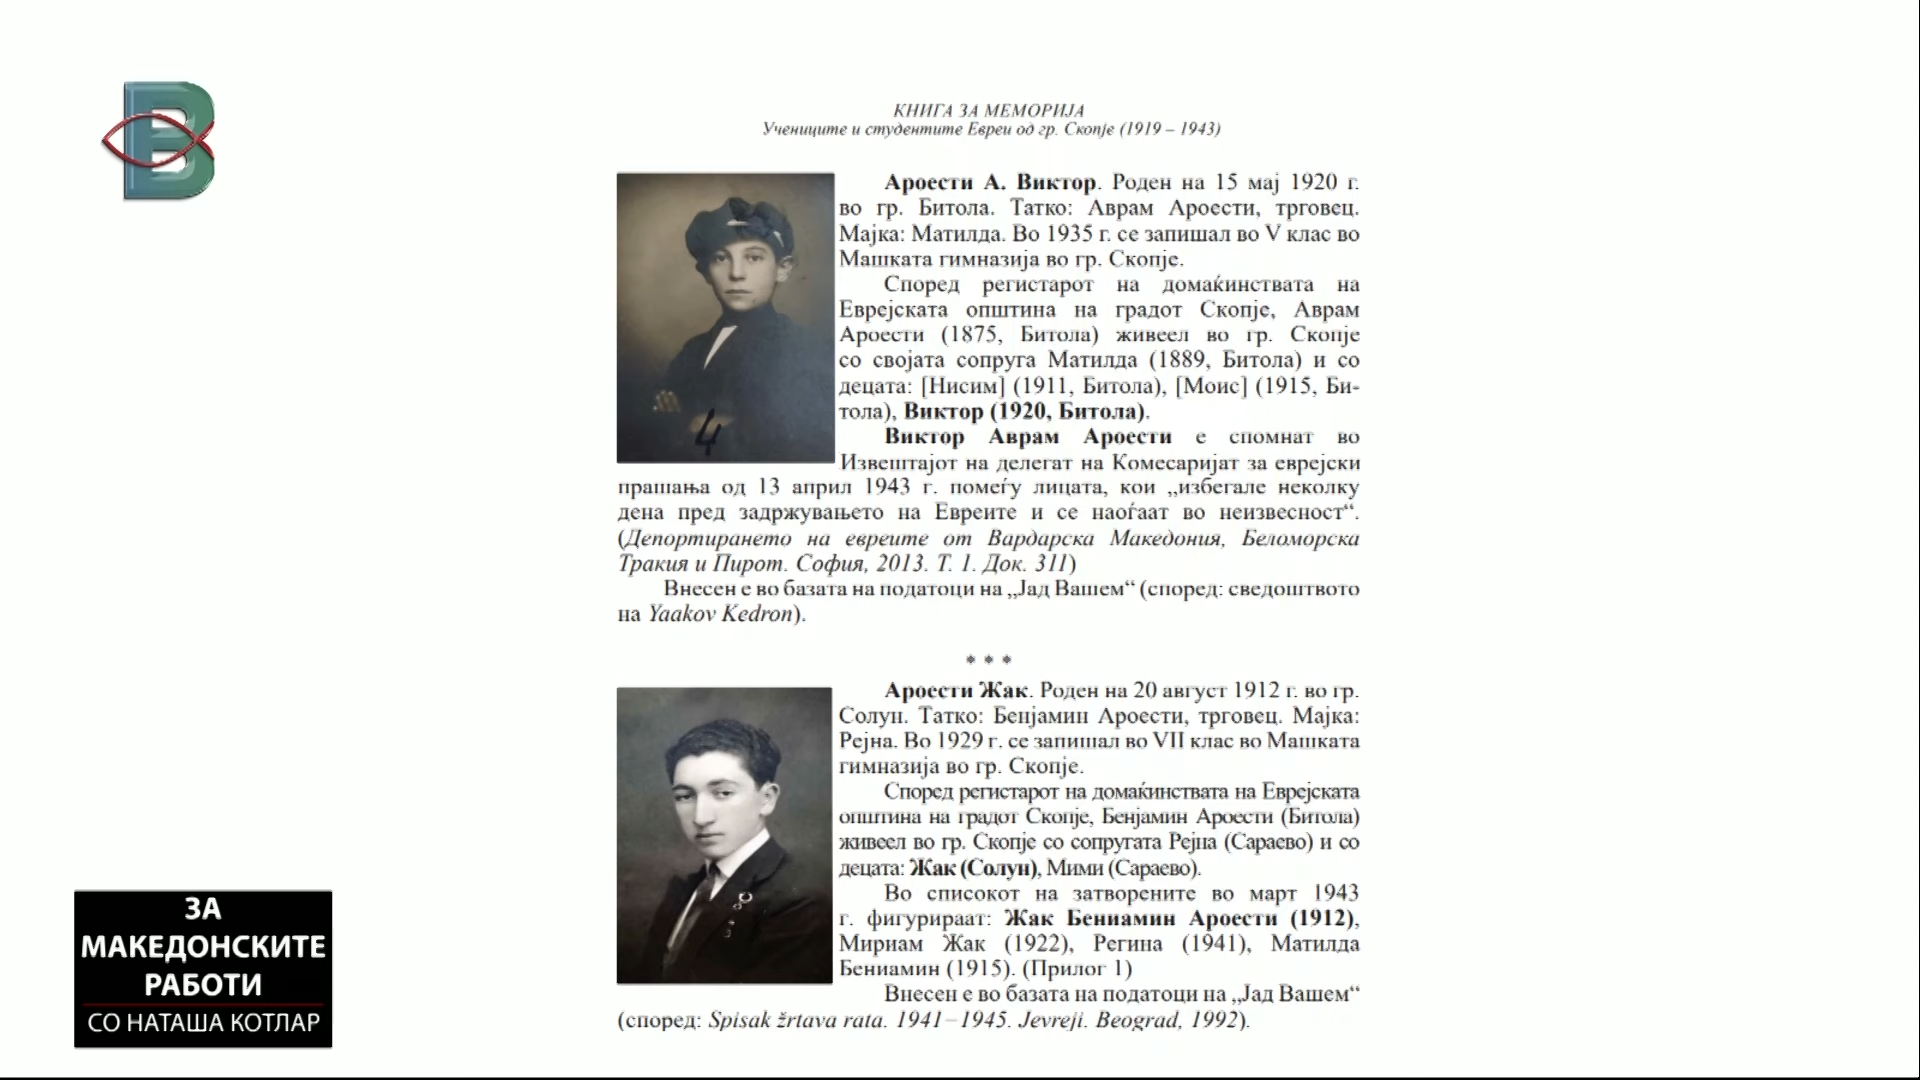 В
КНИГА ЗА МЕМОРИЈА
Учениците и студентите Евреи од гр. Скопје (1919 – 1943)
Ароести А. Виктор. Роден на 15 мај 1920 г.
во гр. Битола. Татко: Аврам Ароести, трговец.
Мајка: Матилда. Во 1935 г. се запишал во V клас во
Машката гимназија во гр. Скопје.
Според регистарот на домаќинствата на
Еврејската општина на градот Скопје, Аврам
Ароести (1875, Битола) живеел во гр. Скопје
со својата сопруга Матилда (1889, Битола) и со
децата: [Нисим] (1911, Битола), [Моис] (1915, Би-
тола), Виктор (1920, Битола).
Виктор Аврам Ароести е спомнат во
Извештајот на делегат на Комесаријат за еврејски
прашања од 13 април 1943 г. помеѓу лицата, кои „избегале неколку
дена пред задржувањето на Евреите и се наоѓаат во неизвесност“.
(Депортирането на евреите от Вардарска Македония, Беломорска
Тракия и Пирот. София, 2013. Т. 1. Док. 311)
Внесен е во базата на податоци на „Јад Вашем“ (според: сведоштвото
на Yaakov Kedron).
4
* * *
Ароести Жак. Роден на 20 август 1912 г. во гр.
Солун. Татко: Бенјамин Ароести, трговец. Мајка:
Рејна. Во 1929 г. се запишал во VII клас во Машката
гимназија во гр. Скопје.
Според регистарот на домаќинствата на Еврејската
општина на градот Скопје, Бенјамин Ароести (Битола)
живеел во гр. Скопје со сопругата Рејна (Сараево) и со
децата: Жак (Солун), Мими (Сараево).
Во списокот на затворените во март 1943
г. фигурираат: Жак Бениамин Ароести (1912),
Мириам Жак (1922), Регина (1941), Матилда
Бениамин (1915). (Прилог 1)
Внесен е во базата на податоци на „Јад Вашем“
(според: Spisak žrtava rata. 1941–1945. Jevreji. Beograd, 1992).
ЗА
МАКЕДОНСКИТЕ
РАБОТИ
СО НАТАША КОТЛАР